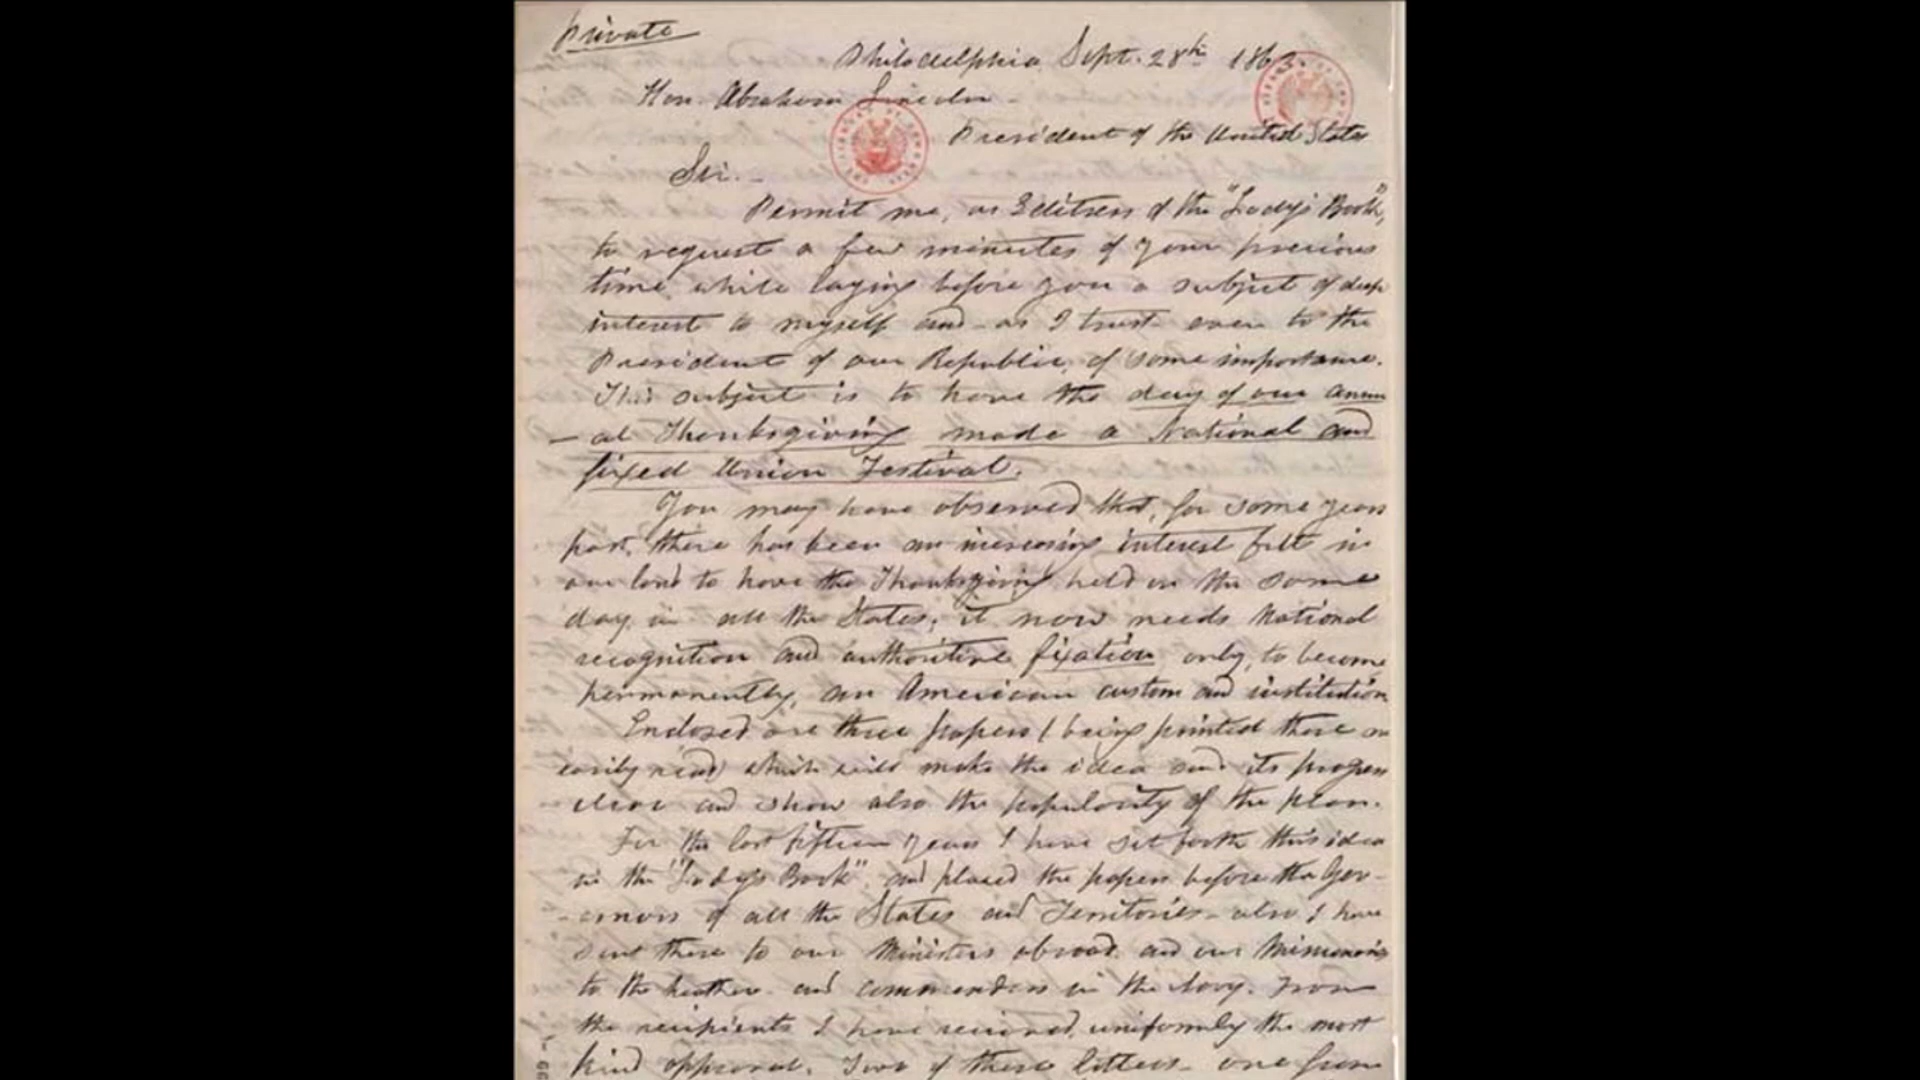 Private
Philadelphia, Sept. 28th 1863.
Hon. Abraham Lincoln -
President of the United States
Sir. -
Permit me, as Editress of the "Lady's Book",
to request a few minutes of your precious
time, while laying before you a subject of deep
interest to myself and - as I trust - even to the
President of our Republic, of some importance.
This subject is to have the day of our annu
- al Thanksgiving made a National and
fixed Union Festival.
You may have observed that, for some years
past, there has been an increasing interest felt in
our land to have the Thanksgiving held on the same
day, in all the States; it now needs National
recognition and authoritive fixation, only, to become
permanently, an American custom and institution
Enclosed are three papers (being printed these are
easily read) which will make the idea and its progress
clear and show also the popularity of the plan.
For the last fifteen years I have set forth this idea
in the "Lady's Book", and placed the papers before the Gov-
-ernors of all the States and Territories - also I have
sent these to our Ministers abroad, and our Missionaries
to the heathen - and commanders in the Navy. From
the recipients I have received, uniformly the most
kind approval. Two of these letters, one from